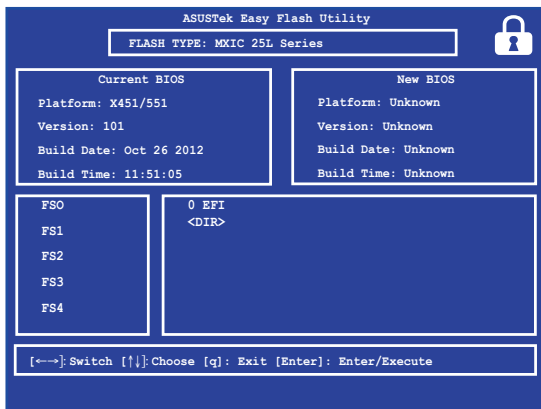 ASUSTek Easy Flash Utility
FLASH TYPE: MXIC 25L Series
Current BIOS
Platform: X451/551
Version: 101
Build Date: Oct 26 2012
Build Time: 11:51:05
New BIOS
Platform: Unknown
Version: Unknown
Build Date: Unknown
Build Time: Unknown
FSO
FS1
FS2
FS3
FS4
0 EFI
<DIR>
[←→]: Switch [↑↓]: Choose [q]: Exit [Enter]: Enter/Execute